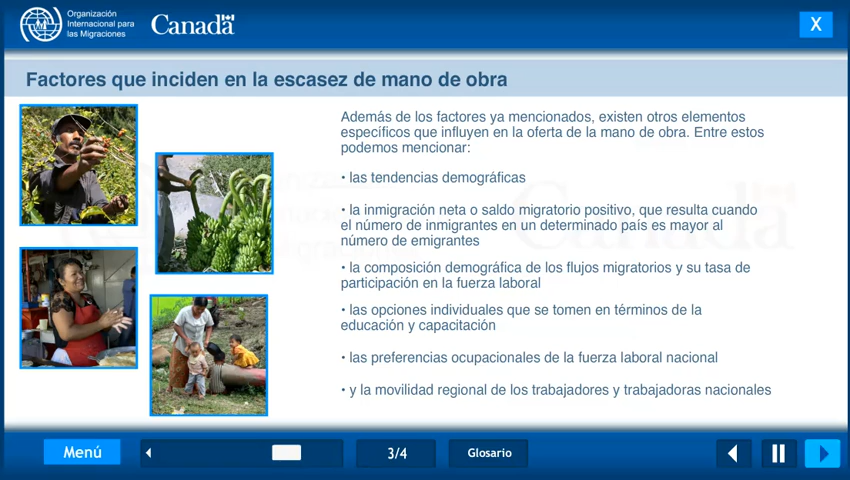 Organización
Internacional para
las Migraciones
Canada
X
Factores que inciden en la escasez de mano de obra
Además de los factores ya mencionados, existen otros elementos
específicos que influyen en la oferta de la mano de obra. Entre estos
podemos mencionar:
• las tendencias demográficas
• la inmigración neta o saldo migratorio positivo, que resulta cuando
el número de inmigrantes en un determinado país es mayor al
número de emigrantes
• la composición demográfica de los flujos migratorios y su tasa de
participación en la fuerza laboral
• las opciones individuales que se tomen en términos de la
educación y capacitación
• las preferencias ocupacionales de la fuerza laboral nacional
• y la movilidad regional de los trabajadores y trabajadoras nacionales
Menú
3/4
Glosario